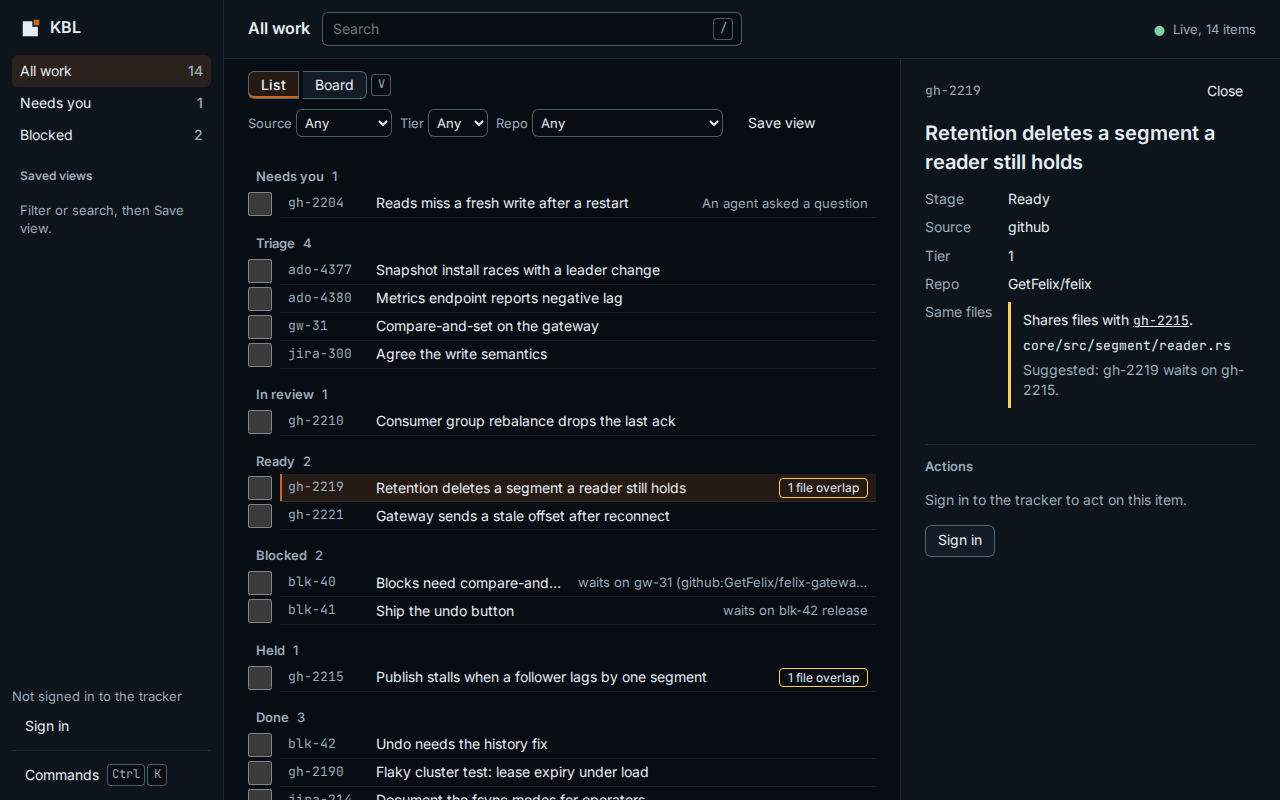 KBL
All work 14
Needs you 1
Blocked 2
Saved views
Filter or search, then Save
view.
Not signed in to the tracker
Sign in
Commands Ctrl K
All work Search /
Live, 14 items
List Board V
Source Any Tier Any Repo Any Save view
Needs you 1
gh-2204 Reads miss a fresh write after a restart An agent asked a question
Triage 4
ado-4377 Snapshot install races with a leader change
ado-4380 Metrics endpoint reports negative lag
gw-31 Compare-and-set on the gateway
jira-300 Agree the write semantics
In review 1
gh-2210 Consumer group rebalance drops the last ack
Ready 2
gh-2219 Retention deletes a segment a reader still holds 1 file overlap
gh-2221 Gateway sends a stale offset after reconnect
Blocked 2
blk-40 Blocks need compare-and... waits on gw-31 (github:GetFelix/felix-gatewa...
blk-41 Ship the undo button waits on blk-42 release
Held 1
gh-2215 Publish stalls when a follower lags by one segment 1 file overlap
Done 3
blk-42 Undo needs the history fix
gh-2190 Flaky cluster test: lease expiry under load
jira-214 Document the fsync modes for operators
gh-2219 Close
Retention deletes a segment a
reader still holds
Stage Ready
Source github
Tier 1
Repo GetFelix/felix
Same files Shares files with gh-2215.
core/src/segment/reader.rs
Suggested: gh-2219 waits on gh-
2215.
Actions
Sign in to the tracker to act on this item.
Sign in